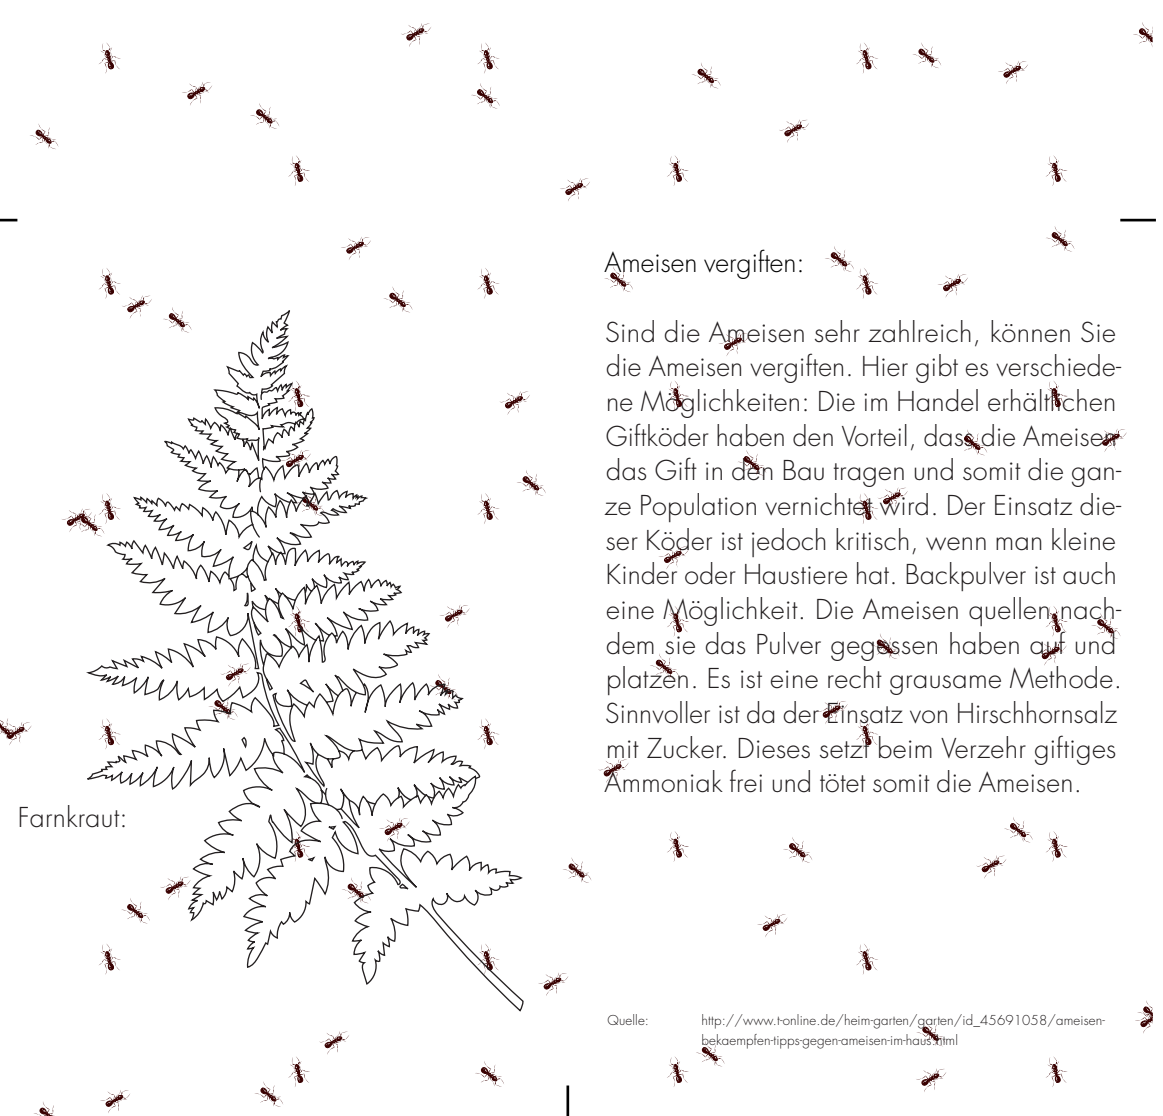 Farnkraut:
Ameisen vergiften:
Sind die Ameisen sehr zahlreich, können Sie
die Ameisen vergiften. Hier gibt es verschiede-
ne Möglichkeiten: Die im Handel erhältlichen
Giftköder haben den Vorteil, dass die Ameisen
das Gift in den Bau tragen und somit die gan-
ze Population vernichtet wird. Der Einsatz die-
ser Köder ist jedoch kritisch, wenn man kleine
Kinder oder Haustiere hat. Backpulver ist auch
eine Möglichkeit. Die Ameisen quellen nach-
dem sie das Pulver gegessen haben auf und
platzen. Es ist eine recht grausame Methode.
Sinnvoller ist da der Einsatz von Hirschhornsalz
mit Zucker. Dieses setzt beim Verzehr giftiges
Ammoniak frei und tötet somit die Ameisen.
Quelle: http://www.t-online.de/heim-garten/garten/id_45691058/ameisen-
bekaempfen-tipps-gegen-ameisen-im-haus.html